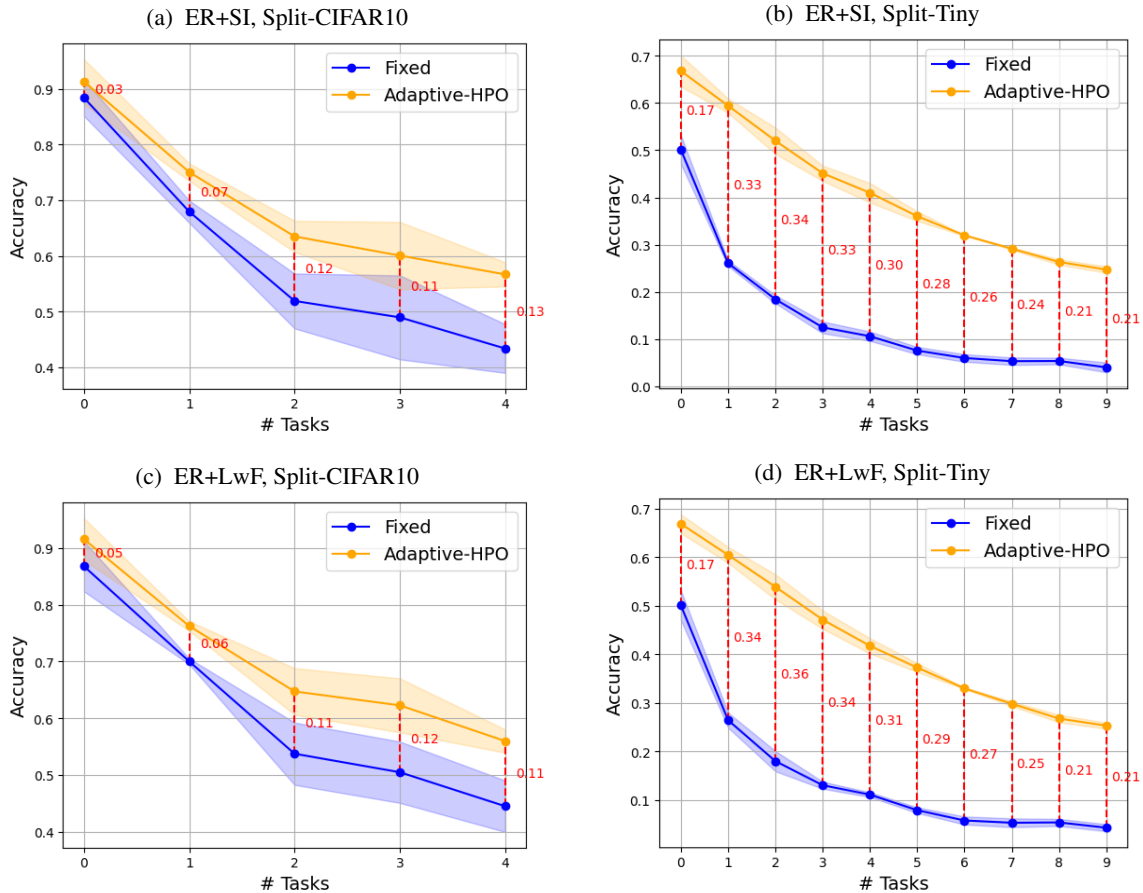 (a) ER+SI, Split-CIFAR10
Fixed
Adaptive-HPO
0.9
0.8
0.7
0.6
0.5
0.4
Accuracy
0.03
0.07
0.12
0.11
0.13
0 1 2 3 4
# Tasks
(b) ER+SI, Split-Tiny
Fixed
Adaptive-HPO
0.7
0.6
0.5
0.4
0.3
0.2
0.1
0.0
Accuracy
0.17
0.33
0.34
0.33
0.30
0.28
0.26
0.24
0.21
0.21
0 1 2 3 4 5 6 7 8 9
# Tasks
(c) ER+LwF, Split-CIFAR10
Fixed
Adaptive-HPO
0.9
0.8
0.7
0.6
0.5
0.4
Accuracy
0.05
0.06
0.11
0.12
0.11
0 1 2 3 4
# Tasks
(d) ER+LwF, Split-Tiny
Fixed
Adaptive-HPO
0.7
0.6
0.5
0.4
0.3
0.2
0.1
Accuracy
0.17
0.34
0.36
0.34
0.31
0.29
0.27
0.25
0.21
0.21
0 1 2 3 4 5 6 7 8 9
# Tasks